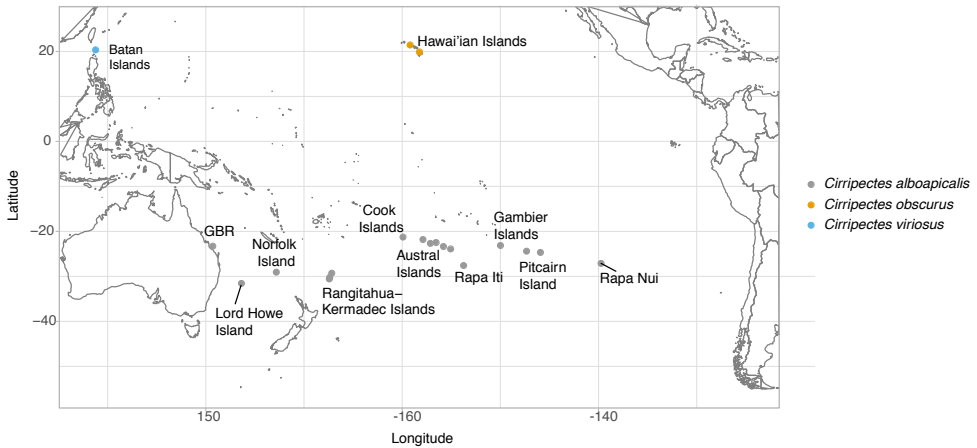 Batan
Islands
Hawai'ian Islands
GBR
Norfolk
Island
Lord Howe
Island
Rangitahua–
Kermadec Islands
Cook
Islands
Austral
Islands
Rapa Iti
Gambier
Islands
Pitcairn
Island
Rapa Nui
20
0
−20
−40
Latitude
150
-160
-140
Longitude
Cirripectes alboapicalis
Cirripectes obscurus
Cirripectes viriosus